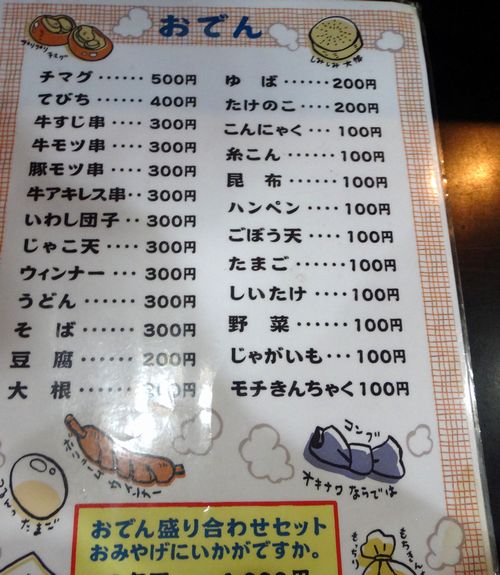 おでん
しみしみ大根
チマグ‥‥‥500円
てびち‥‥‥400円
牛すじ串‥‥300円
牛モツ串‥‥300円
豚モツ串‥‥300円
牛アキレス串‥300円
いわし団子‥‥300円
じゃこ天‥‥300円
ウィンナー‥‥300円
うどん‥‥‥300円
そば‥‥‥300円
豆腐‥‥‥200円
大根‥‥‥
ゆば‥‥‥200円
たけのこ‥‥‥200円
こんにゃく‥‥100円
糸こん‥‥‥100円
昆布‥‥‥100円
ハンペン‥‥‥100円
ごぼう天‥‥‥100円
たまご‥‥‥100円
しいたけ‥‥100円
野菜‥‥‥100円
じゃがいも‥‥100円
モチきんちゃく100円
コンブ
オキナワならでは
たまご
おでん盛り合わせセット
おみやげにいかがですか。